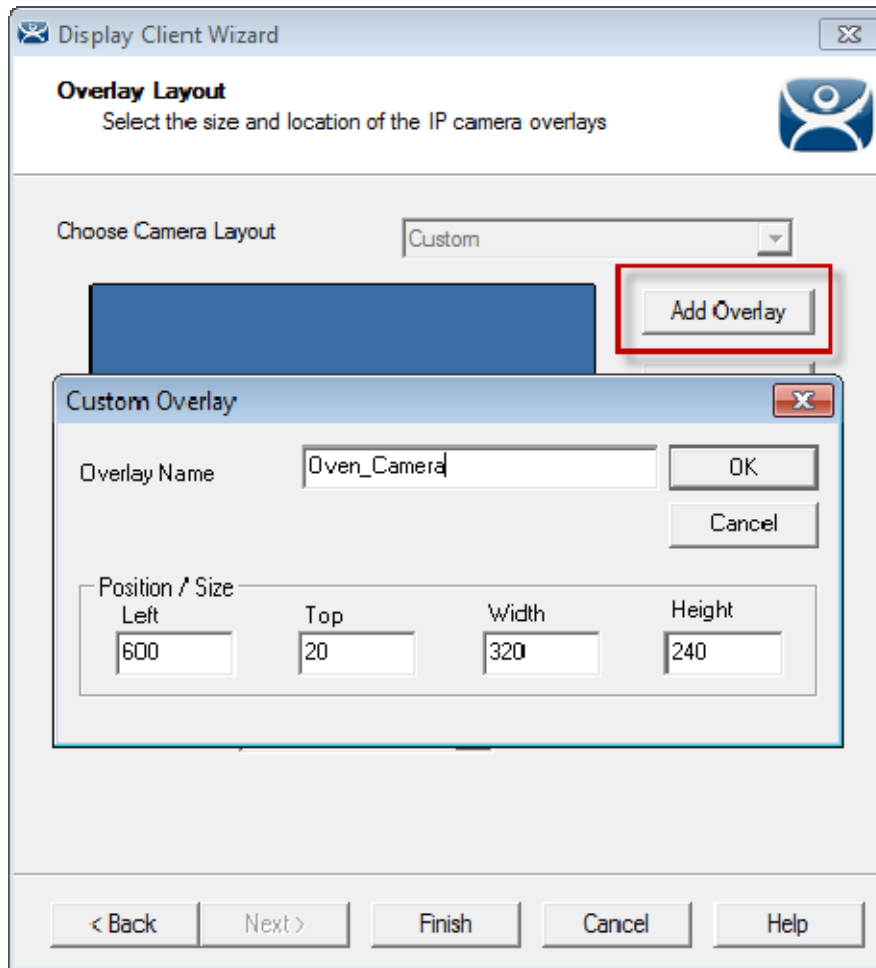 Display Client Wizard
Overlay Layout
Select the size and location of the IP camera overlays
Choose Camera Layout
Custom
Add Overlay
Custom Overlay
Overlay Name
Oven_Camera
OK
Cancel
Position / Size
Left
Top
Width
Height
600
20
320
240
< Back
Next >
Finish
Cancel
Help